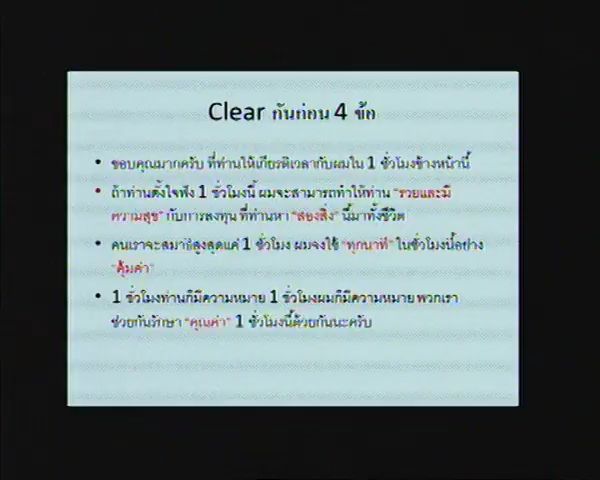 Clear กันก่อน 4 ข้อ
• ขอบคุณมากครับ ที่ท่านให้เกียรติเวลากับผมใน 1 ชั่วโมงข้างหน้านี้
• ถ้าท่านตั้งใจฟัง 1 ชั่วโมงนี้ ผมจะสามารถทำให้ท่าน "รวยและมี
ความสุข" กับการลงทุน ที่ท่านหา "สองสิ่ง" นี้มาทั้งชีวิต
• คนเราจะสมาธิสูงสุดแค่ 1 ชั่วโมง ผมจะใช้ "ทุกนาที" ในชั่วโมงนี้อย่าง
"คุ้มค่า"
• 1 ชั่วโมงท่านก็มีความหมาย 1 ชั่วโมงผมก็มีความหมาย พวกเรา
ช่วยกันรักษา "คุณค่า" 1 ชั่วโมงนี้ด้วยกันนะครับ